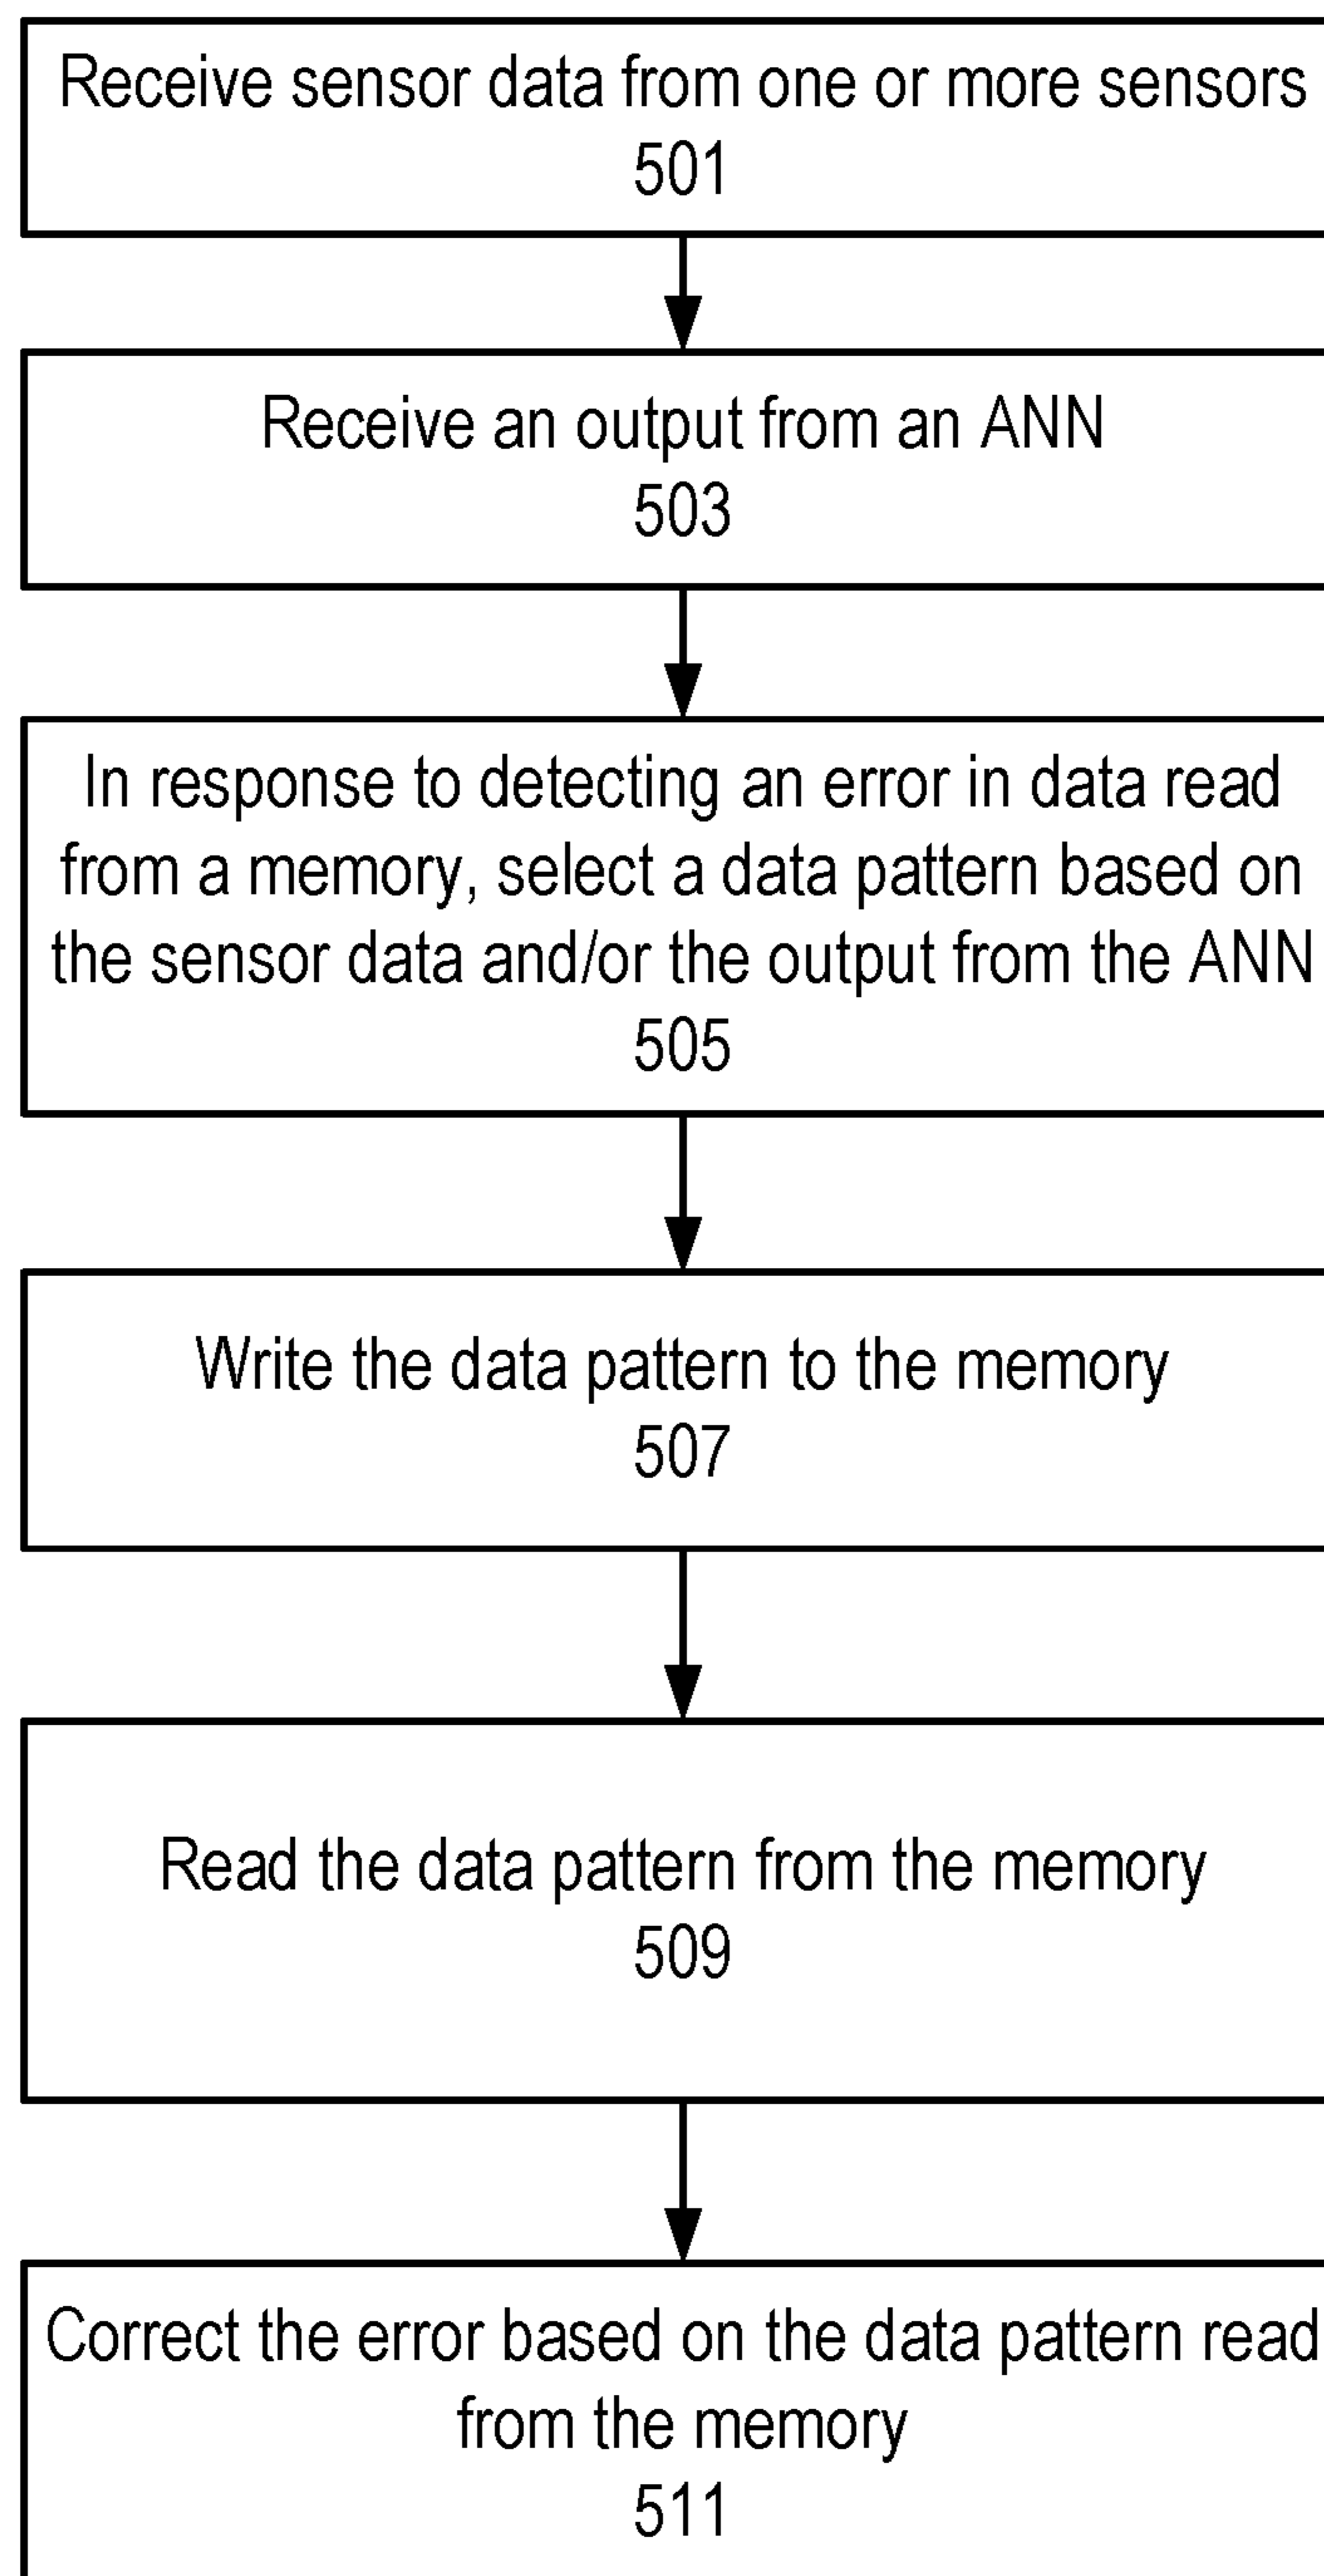 Receive sensor data from one or more sensors
501
Receive an output from an ANN
503
In response to detecting an error in data read
from a memory, select a data pattern based on
the sensor data and/or the output from the ANN
505
Write the data pattern to the memory
507
Read the data pattern from the memory
509
Correct the error based on the data pattern read
from the memory
511